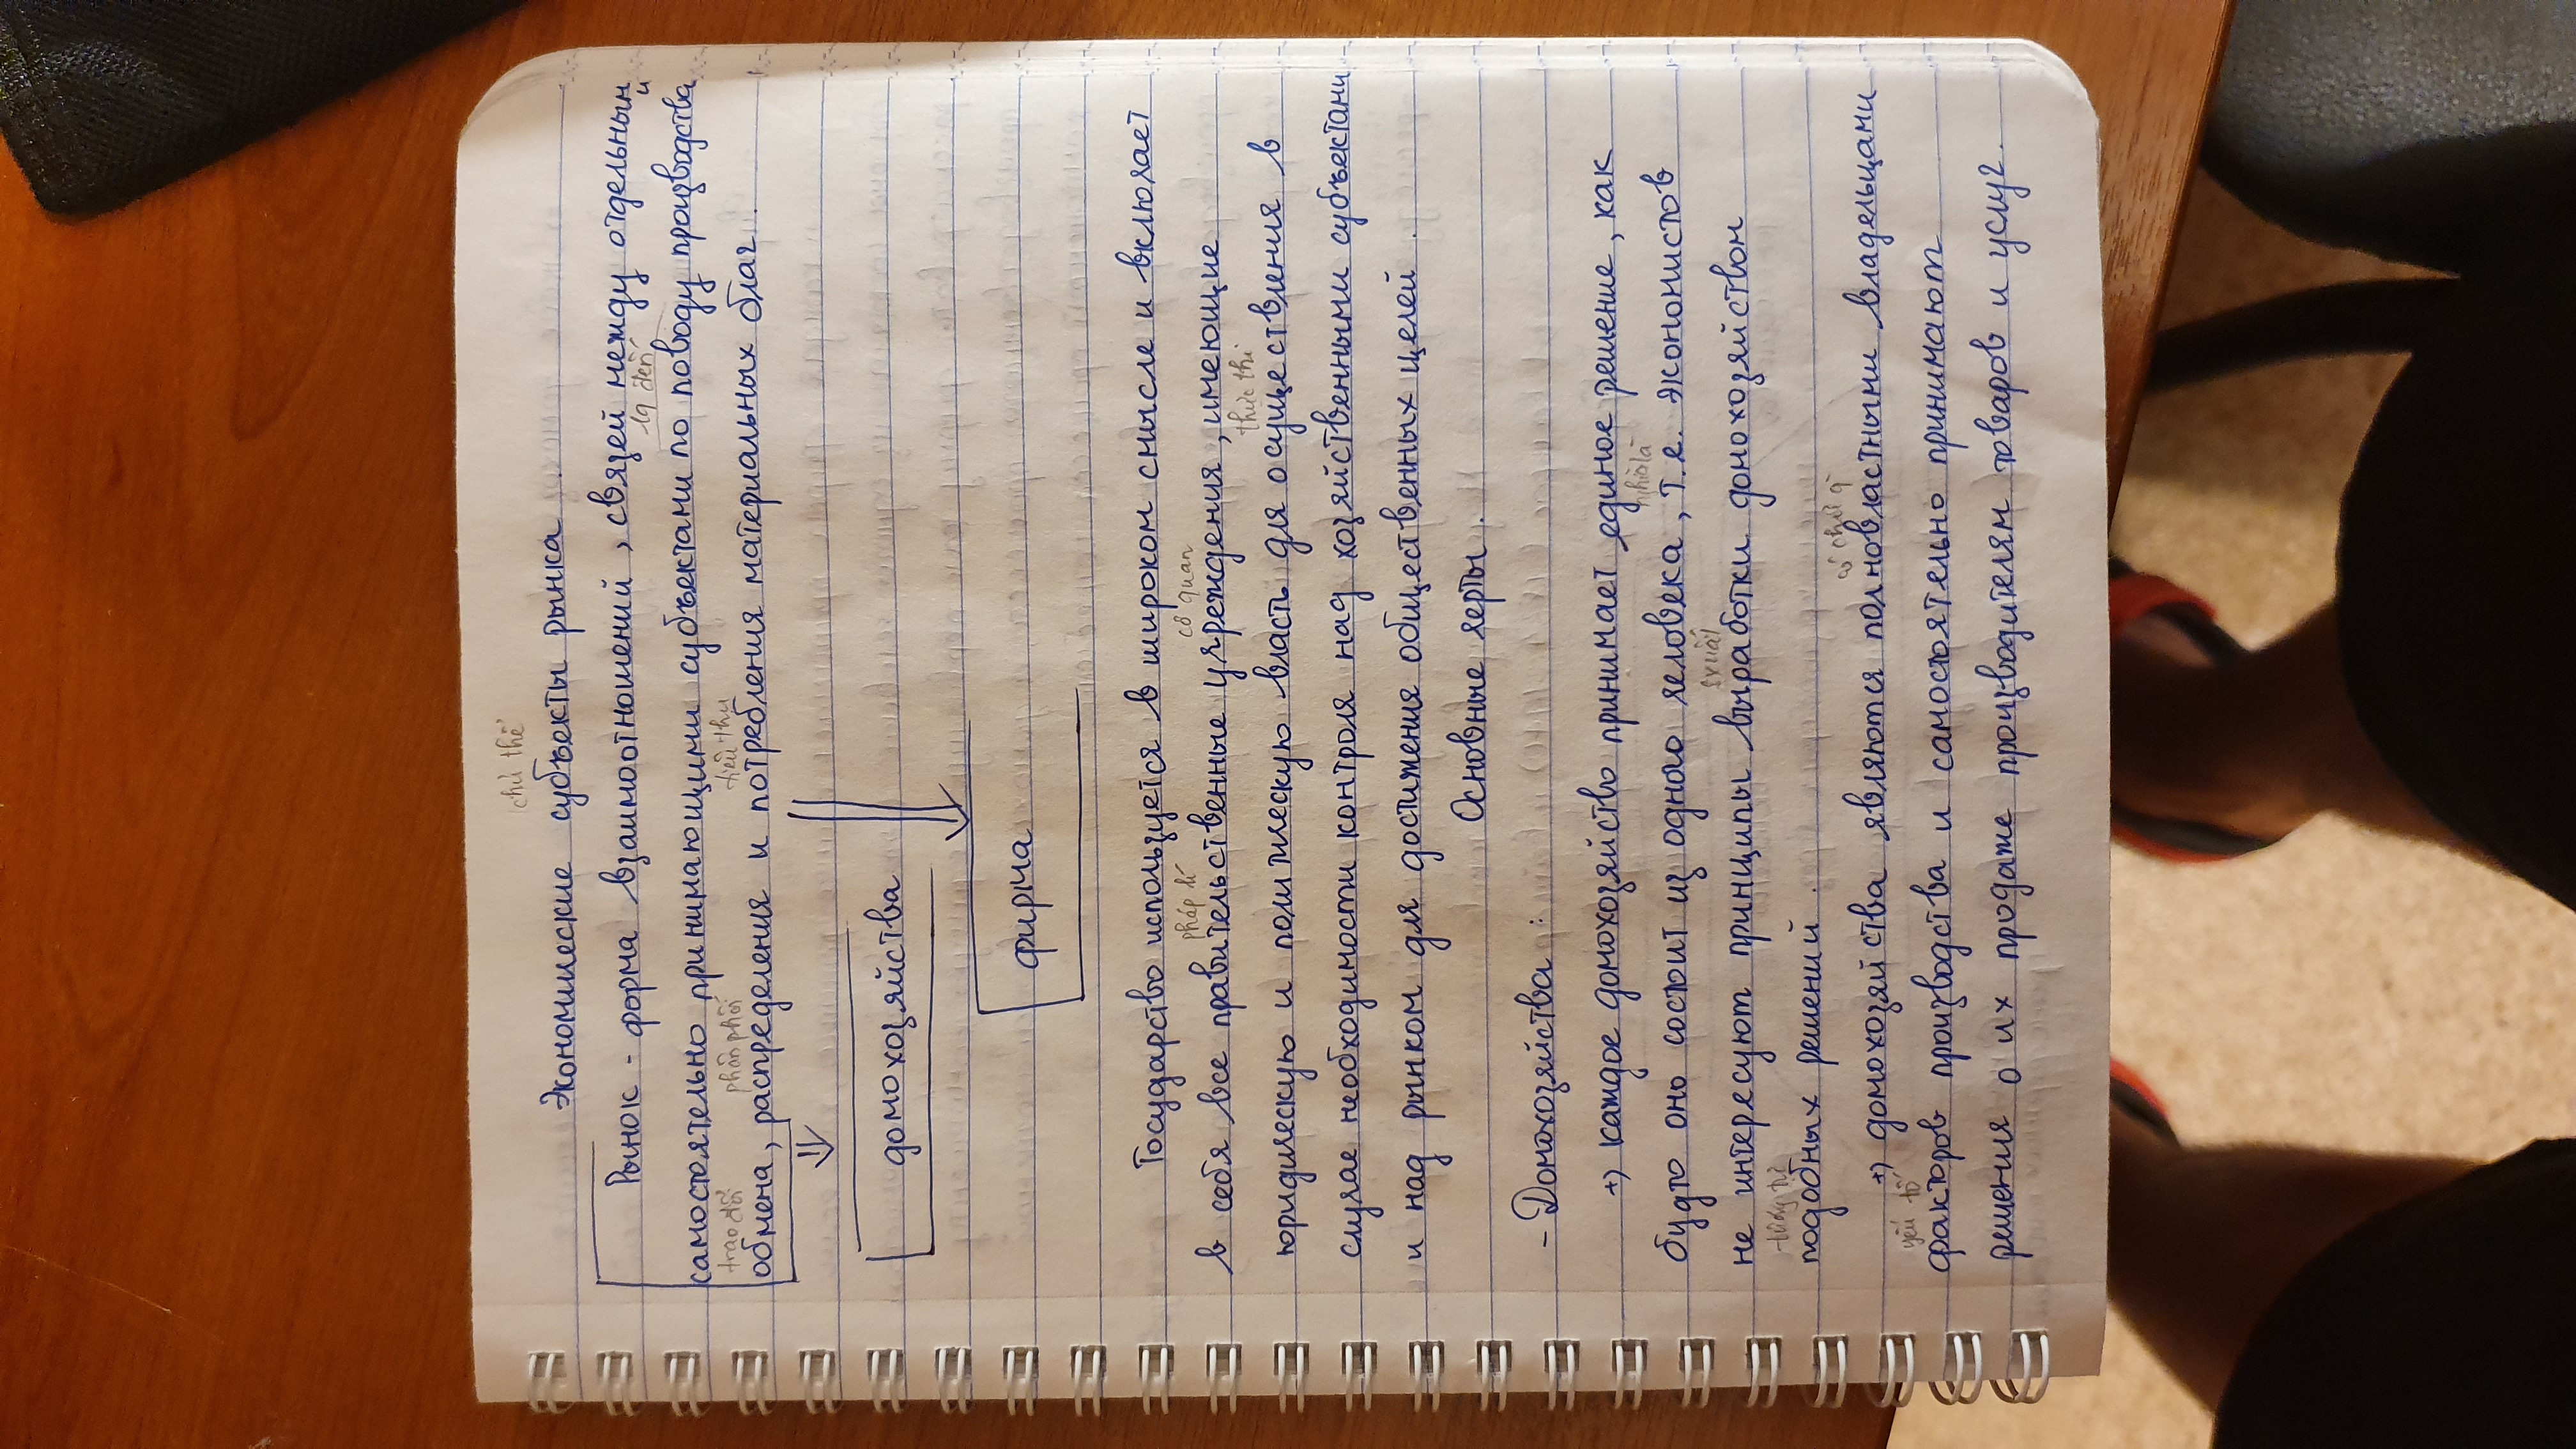 chủ thể
Экономические субъекты рынка
Рынок - форма взаимоотношений, связей между отдельными
lq đến
самостоятельно принимающими субъектами по поводу производства
trao đổi phân phối tiêu thụ
обмена, распределения и потребления материальных благ.
домохозяйства
фирма
Государство используется в широком смысле и включает
pháp lí cơ quan
в себя все правительственные учреждения, имеющие
thực thi
юридическую и политическую власть для осуществления в
случае необходимости контроля над хозяйственными субъектами
и над рынком для достижения общественных целей.
Основные черты.
- Домохозяйства :
+) каждое домохозяйство принимает единое решение, как
nghĩa là
будто оно состоит из одного человека, т.е. экономистов
sxuất
не интересуют принципы выработки домохозяйством
tương tự
подобных решений.
+) домохозяйства являются полновластными владельцами
yếu tố
факторов производства и самостоятельно принимают
решения о их продаже производителям товаров и услуг.